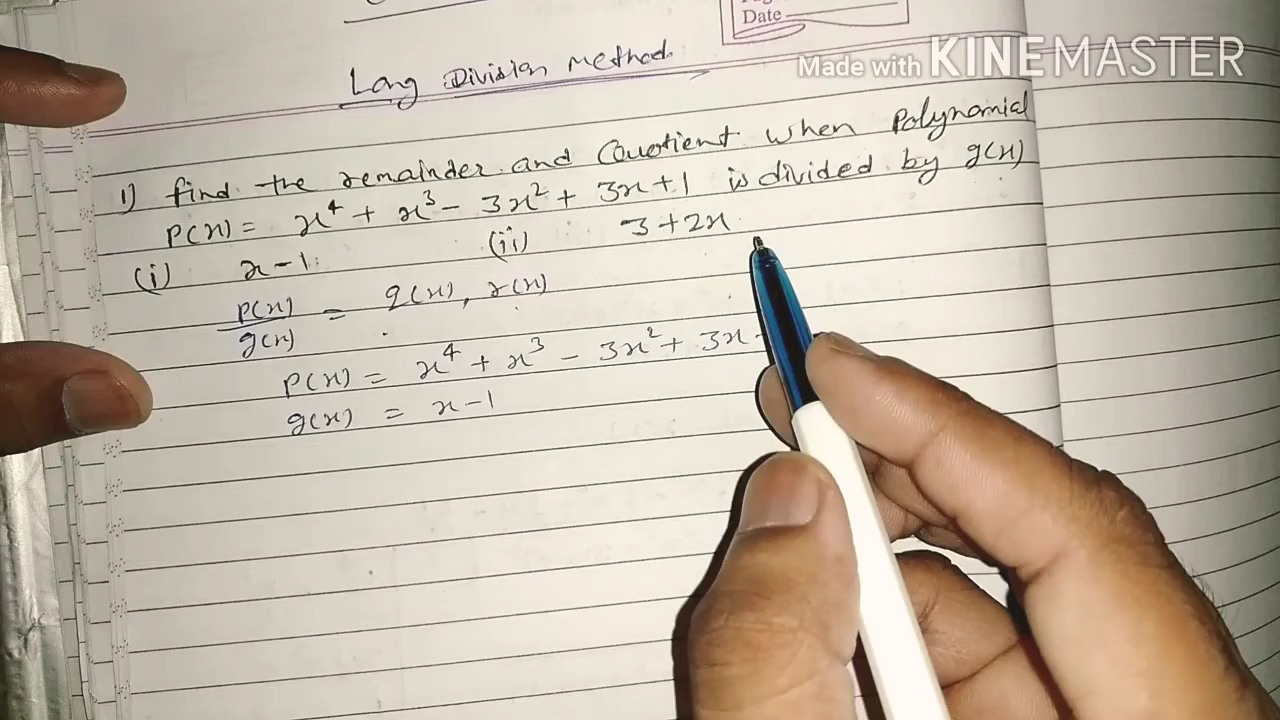 Date
Made with KINEMASTER
Long Division Method
1) find the remainder and Quotient when Polynomial
P(x) = x⁴ + x³ - 3x² + 3x + 1 is divided by g(x)
(i) x - 1 (ii) 3 + 2x
P(x)/g(x) = q(x), r(x)
P(x) = x⁴ + x³ - 3x² + 3x
g(x) = x - 1